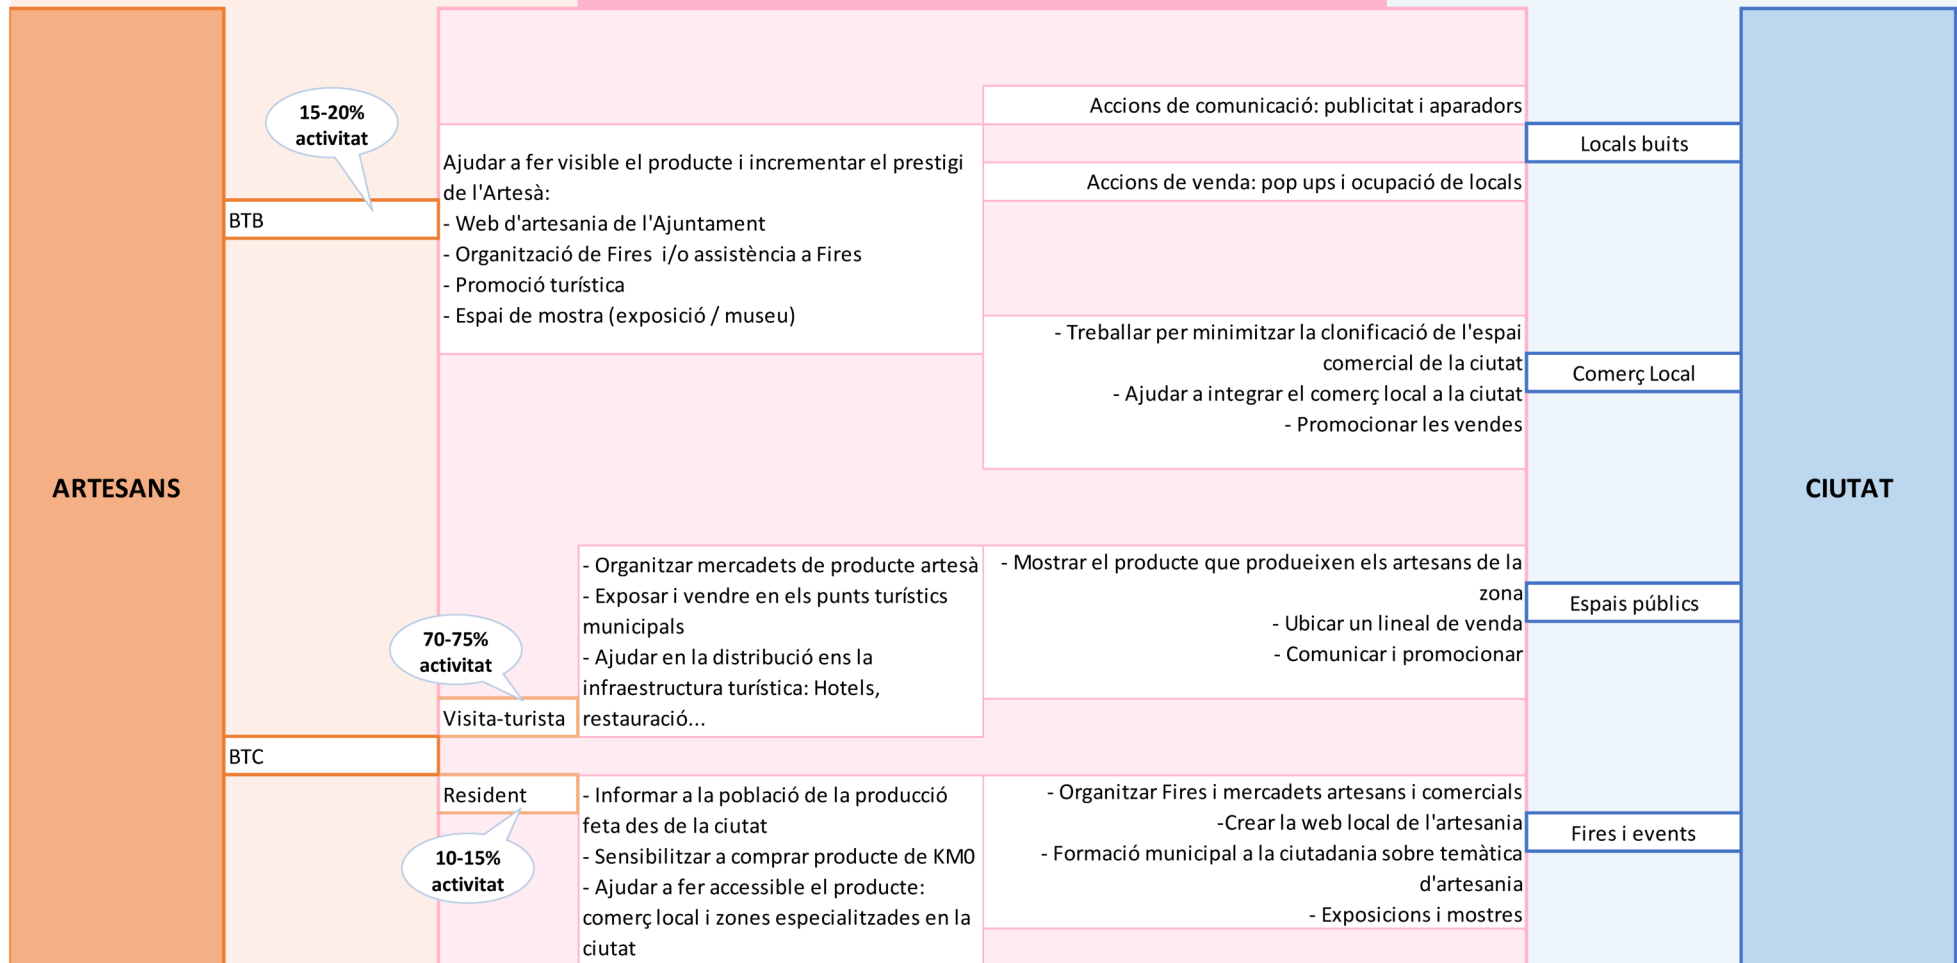 ARTESANS
15-20%
activitat
BTB
Ajudar a fer visible el producte i incrementar el prestigi
de l'Artesà:
- Web d'artesania de l'Ajuntament
- Organització de Fires  i/o assistència a Fires
- Promoció turística
- Espai de mostra (exposició / museu)
Accions de comunicació: publicitat i aparadors
Accions de venda: pop ups i ocupació de locals
Locals buits
- Treballar per minimitzar la clonificació de l'espai
comercial de la ciutat
- Ajudar a integrar el comerç local a la ciutat
- Promocionar les vendes
Comerç Local
CIUTAT
70-75%
activitat
Visita-turista
- Organitzar mercadets de producte artesà
- Exposar i vendre en els punts turístics
municipals
- Ajudar en la distribució ens la
infraestructura turística: Hotels,
restauració...
- Mostrar el producte que produeixen els artesans de la
zona
- Ubicar un lineal de venda
- Comunicar i promocionar
Espais públics
BTC
Resident
10-15%
activitat
- Informar a la població de la producció
feta des de la ciutat
- Sensibilitzar a comprar producte de KM0
- Ajudar a fer accessible el producte:
comerç local i zones especialitzades en la
ciutat
- Organitzar Fires i mercadets artesans i comercials
-Crear la web local de l'artesania
- Formació municipal a la ciutadania sobre temàtica
d'artesania
- Exposicions i mostres
Fires i events